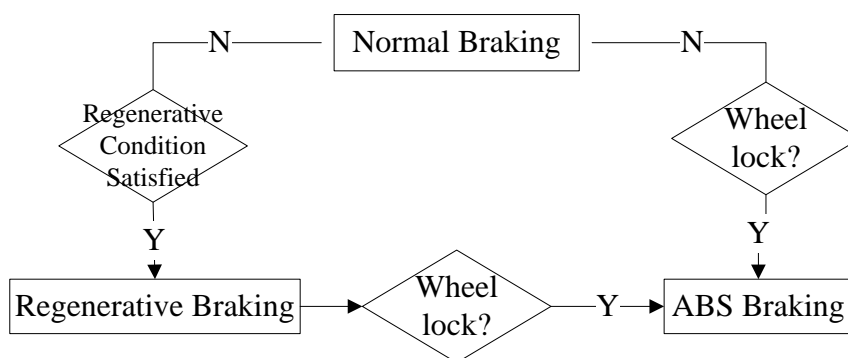 N
Normal Braking
N
Regenerative
Condition
Satisfied
Wheel
lock?
Y
Y
Regenerative Braking
Wheel
lock?
Y
ABS Braking